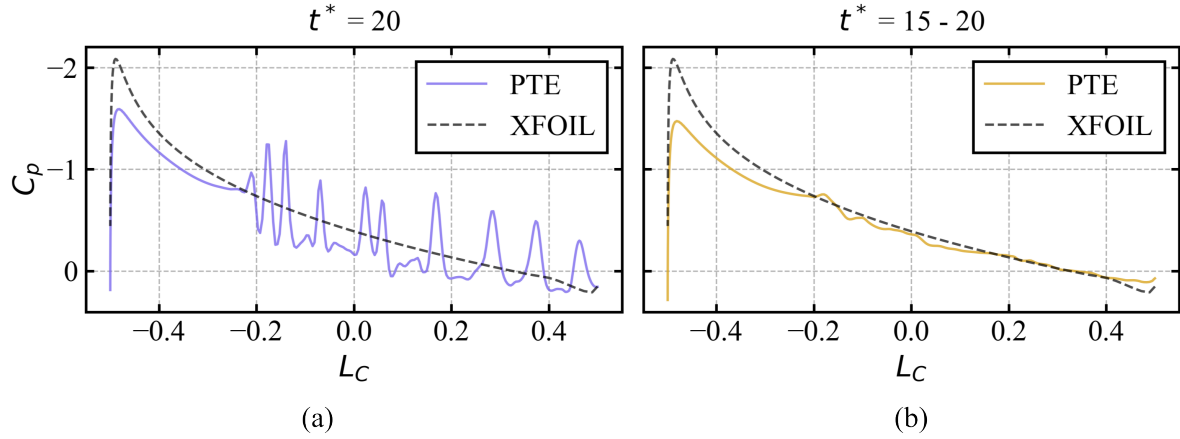 t* = 20
t* = 15 - 20
−2
−1
0
C_p
PTE
XFOIL
PTE
XFOIL
−0.4 −0.2 0.0 0.2 0.4
−0.4 −0.2 0.0 0.2 0.4
L_C
L_C
(a)
(b)